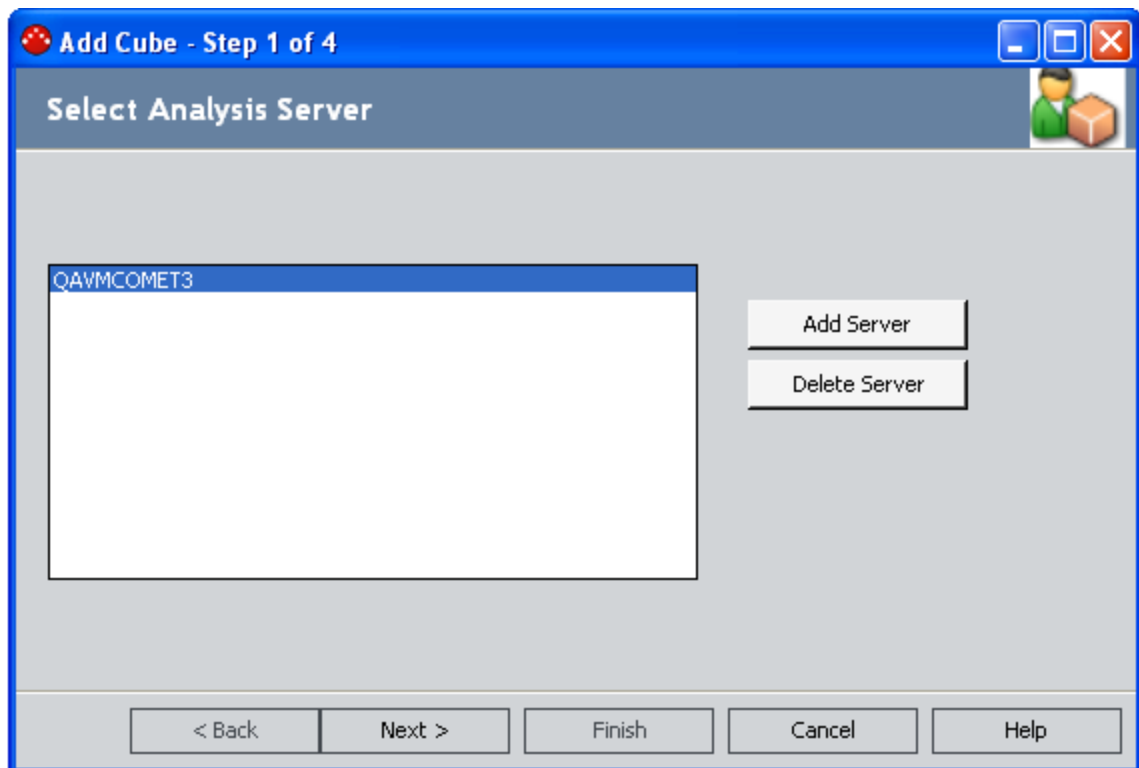 Add Cube - Step 1 of 4
Select Analysis Server
QAVMCOMET3
Add Server
Delete Server
< Back
Next >
Finish
Cancel
Help